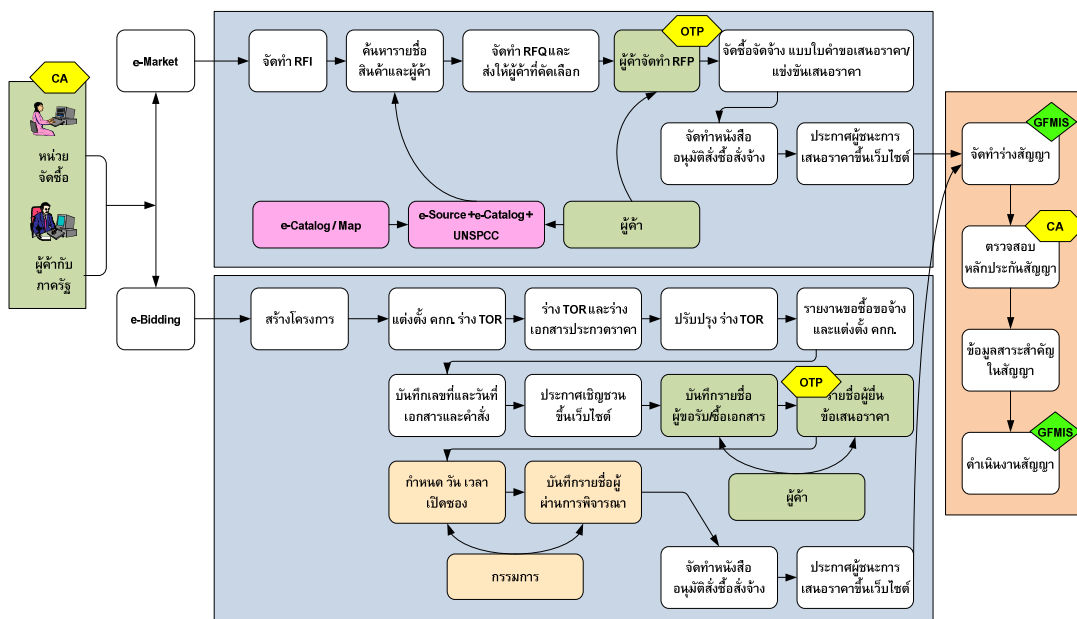 CA
หน่วย
จัดซื้อ
ผู้ค้ากับ
ภาครัฐ
e-Market
จัดทำ RFI
ค้นหารายชื่อ
สินค้าและผู้ค้า
จัดทำ RFQ และ
ส่งให้ผู้ค้าที่คัดเลือก
OTP
ผู้ค้าจัดทำ RFP
จัดซื้อจัดจ้าง แบบใบคำขอเสนอราคา/
แข่งขันเสนอราคา
จัดทำหนังสือ
อนุมัติสั่งซื้อสั่งจ้าง
ประกาศผู้ชนะการ
เสนอราคาขึ้นเว็บไซต์
e-Catalog / Map
e-Source+e-Catalog+
UNSPCC
ผู้ค้า
e-Bidding
สร้างโครงการ
แต่งตั้ง คกก. ร่าง TOR
ร่าง TOR และร่าง
เอกสารประกวดราคา
ปรับปรุง ร่าง TOR
รายงานขอซื้อขอจ้าง
และแต่งตั้ง คกก.
บันทึกเลขที่และวันที่
เอกสารและคำสั่ง
ประกาศเชิญชวน
ขึ้นเว็บไซต์
บันทึกรายชื่อ
ผู้ขอรับ/ซื้อเอกสาร
OTP
รายชื่อผู้ยื่น
ข้อเสนอราคา
กำหนด วัน เวลา
เปิดซอง
บันทึกรายชื่อผู้
ผ่านการพิจารณา
ผู้ค้า
กรรมการ
จัดทำหนังสือ
อนุมัติสั่งซื้อสั่งจ้าง
ประกาศผู้ชนะการ
เสนอราคาขึ้นเว็บไซต์
GFMIS
จัดทำร่างสัญญา
CA
ตรวจสอบ
หลักประกันสัญญา
ข้อมูลสาระสำคัญ
ในสัญญา
GFMIS
ดำเนินงานสัญญา